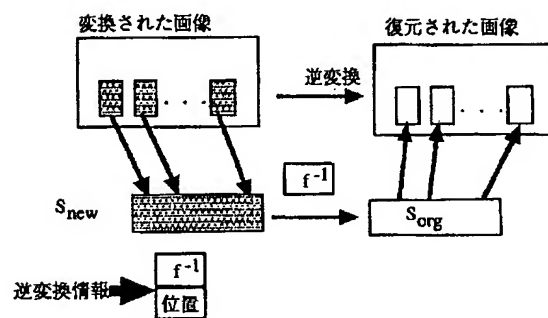 変換された画像
復元された画像
逆変換
. . .
. . .
f⁻¹
S_new
S_org
f⁻¹
逆変換情報
位置